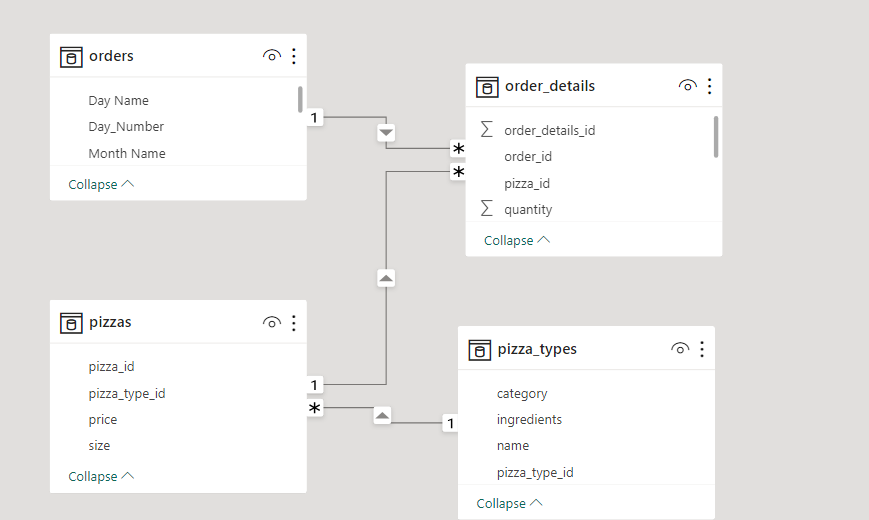 orders
Day Name
Day_Number
Month Name
Collapse
1
order_details
∑ order_details_id
order_id
pizza_id
∑ quantity
Collapse
*
*
pizzas
pizza_id
pizza_type_id
price
size
Collapse
1
*
1
pizza_types
category
ingredients
name
pizza_type_id
Collapse